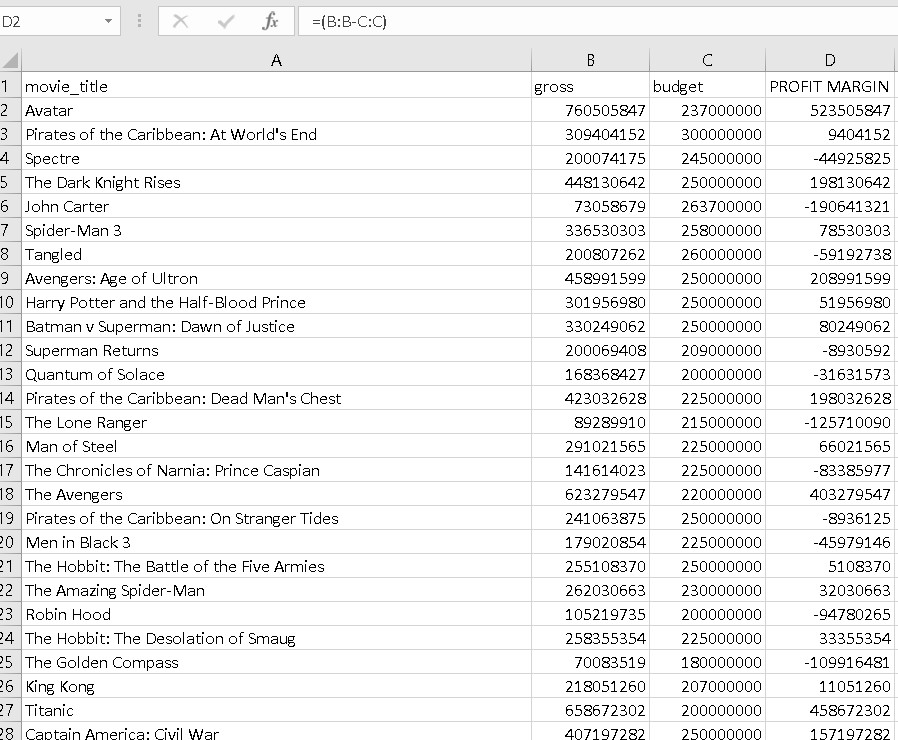 D2 fx =(B:B-C:C)
A B C D
1 movie_title gross budget PROFIT MARGIN
2 Avatar 760505847 237000000 523505847
3 Pirates of the Caribbean: At World's End 309404152 300000000 9404152
4 Spectre 200074175 245000000 -44925825
5 The Dark Knight Rises 448130642 250000000 198130642
6 John Carter 73058679 263700000 -190641321
7 Spider-Man 3 336530303 258000000 78530303
8 Tangled 200807262 260000000 -59192738
9 Avengers: Age of Ultron 458991599 250000000 208991599
10 Harry Potter and the Half-Blood Prince 301956980 250000000 51956980
11 Batman v Superman: Dawn of Justice 330249062 250000000 80249062
12 Superman Returns 200069408 209000000 -8930592
13 Quantum of Solace 168368427 200000000 -31631573
14 Pirates of the Caribbean: Dead Man's Chest 423032628 225000000 198032628
15 The Lone Ranger 89289910 215000000 -125710090
16 Man of Steel 291021565 225000000 66021565
17 The Chronicles of Narnia: Prince Caspian 141614023 225000000 -83385977
18 The Avengers 623279547 220000000 403279547
19 Pirates of the Caribbean: On Stranger Tides 241063875 250000000 -8936125
20 Men in Black 3 179020854 225000000 -45979146
21 The Hobbit: The Battle of the Five Armies 255108370 250000000 5108370
22 The Amazing Spider-Man 262030663 230000000 32030663
23 Robin Hood 105219735 200000000 -94780265
24 The Hobbit: The Desolation of Smaug 258355354 225000000 33355354
25 The Golden Compass 70083519 180000000 -109916481
26 King Kong 218051260 207000000 11051260
27 Titanic 658672302 200000000 458672302
28 Captain America: Civil War 407197282 250000000 157197282